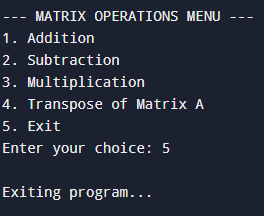 --- MATRIX OPERATIONS MENU ---
1. Addition
2. Subtraction
3. Multiplication
4. Transpose of Matrix A
5. Exit
Enter your choice: 5
Exiting program...